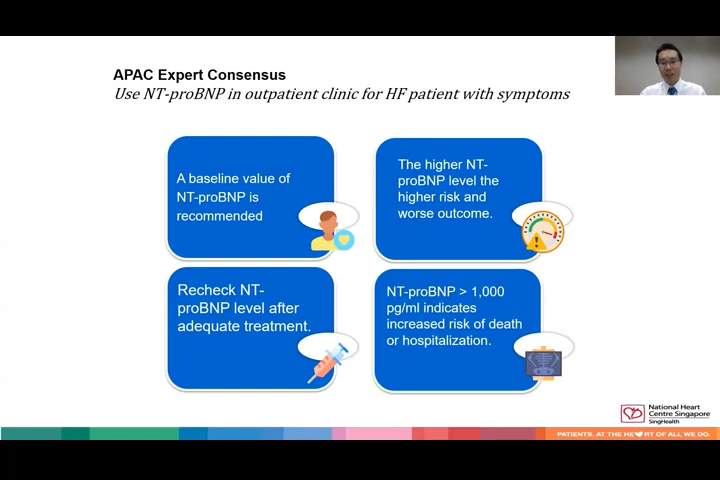 APAC Expert Consensus
Use NT-proBNP in outpatient clinic for HF patient with symptoms
A baseline value of
NT-proBNP is
recommended
The higher NT-
proBNP level the
higher risk and
worse outcome.
Recheck NT-
proBNP level after
adequate treatment.
NT-proBNP > 1,000
pg/ml indicates
increased risk of death
or hospitalization.
National Heart
Centre Singapore
SingHealth
PATIENTS. AT THE HE RT OF ALL WE DO.